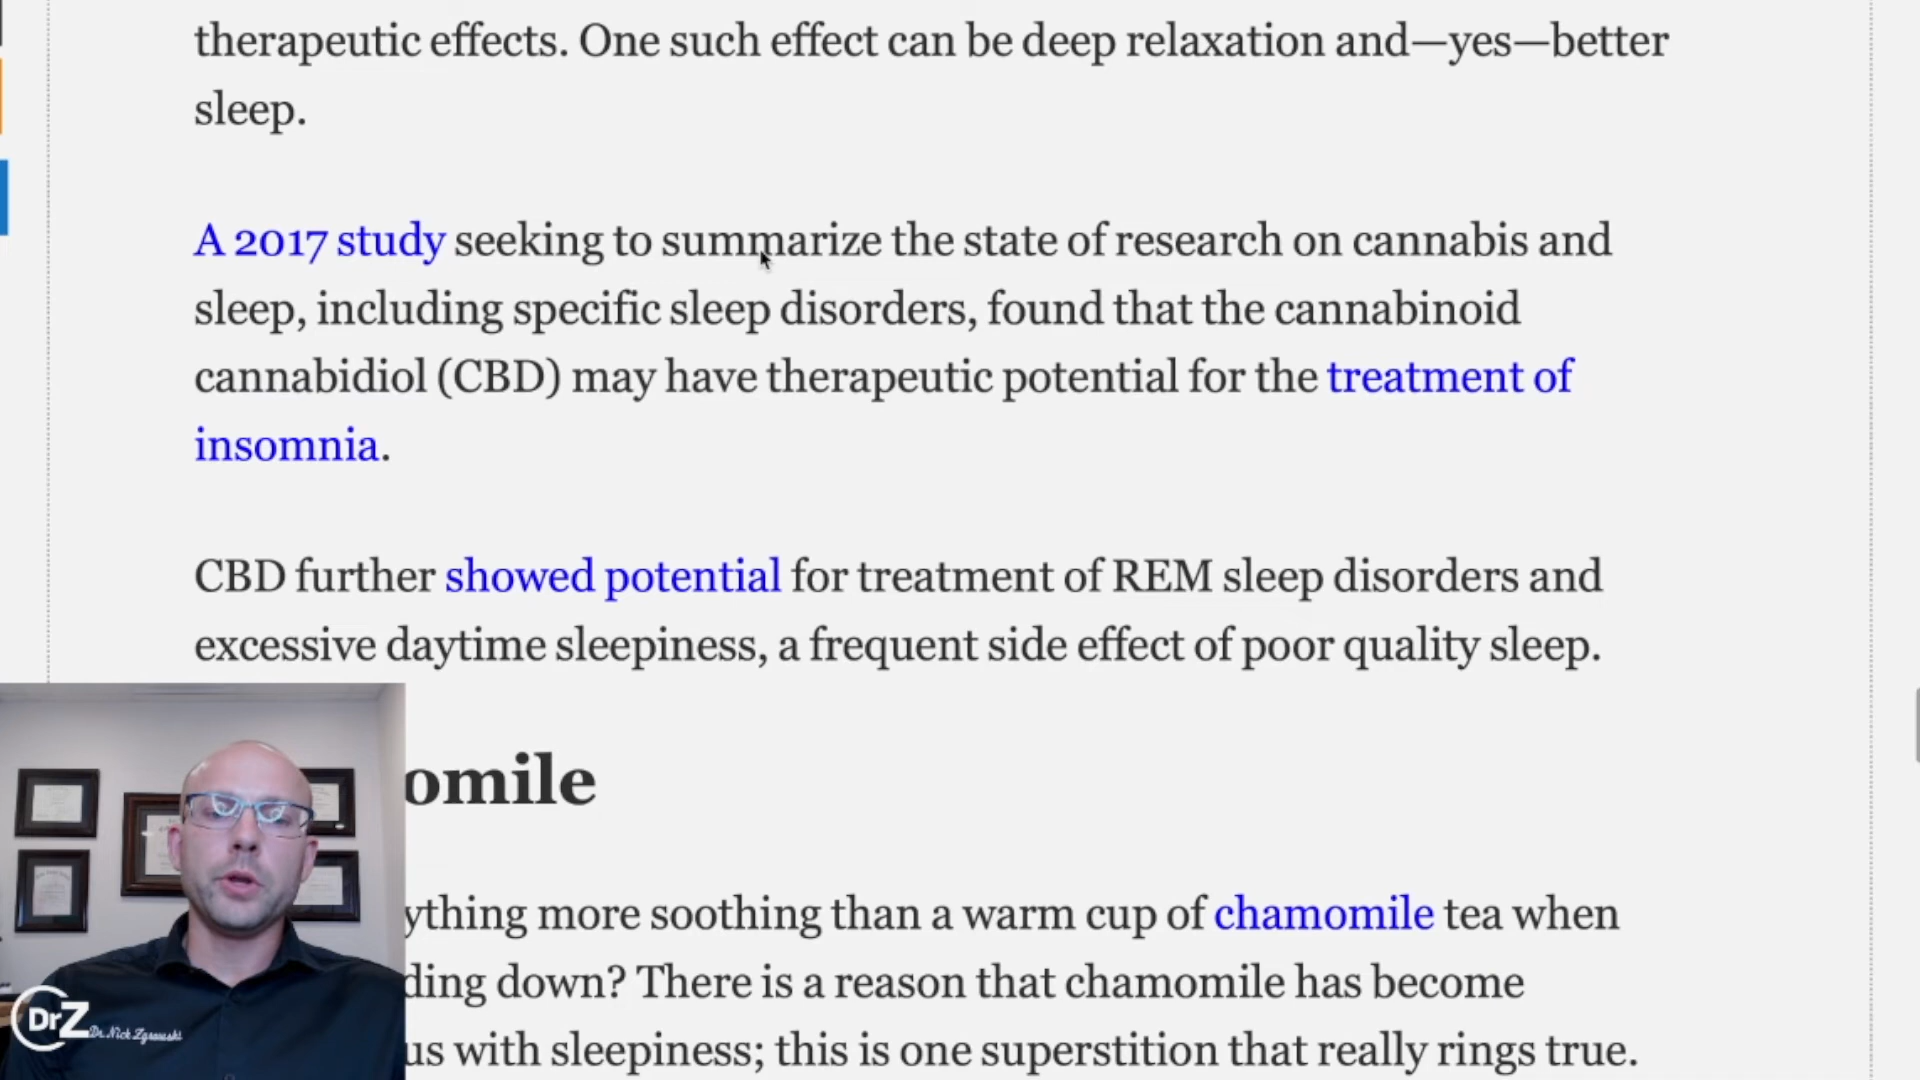 therapeutic effects. One such effect can be deep relaxation and—yes—better
sleep.
A 2017 study seeking to summarize the state of research on cannabis and
sleep, including specific sleep disorders, found that the cannabinoid
cannabidiol (CBD) may have therapeutic potential for the treatment of
insomnia.
CBD further showed potential for treatment of REM sleep disorders and
excessive daytime sleepiness, a frequent side effect of poor quality sleep.
omile
ything more soothing than a warm cup of chamomile tea when
ding down? There is a reason that chamomile has become
us with sleepiness; this is one superstition that really rings true.
DrZ
Dr. Nick Zgrowski